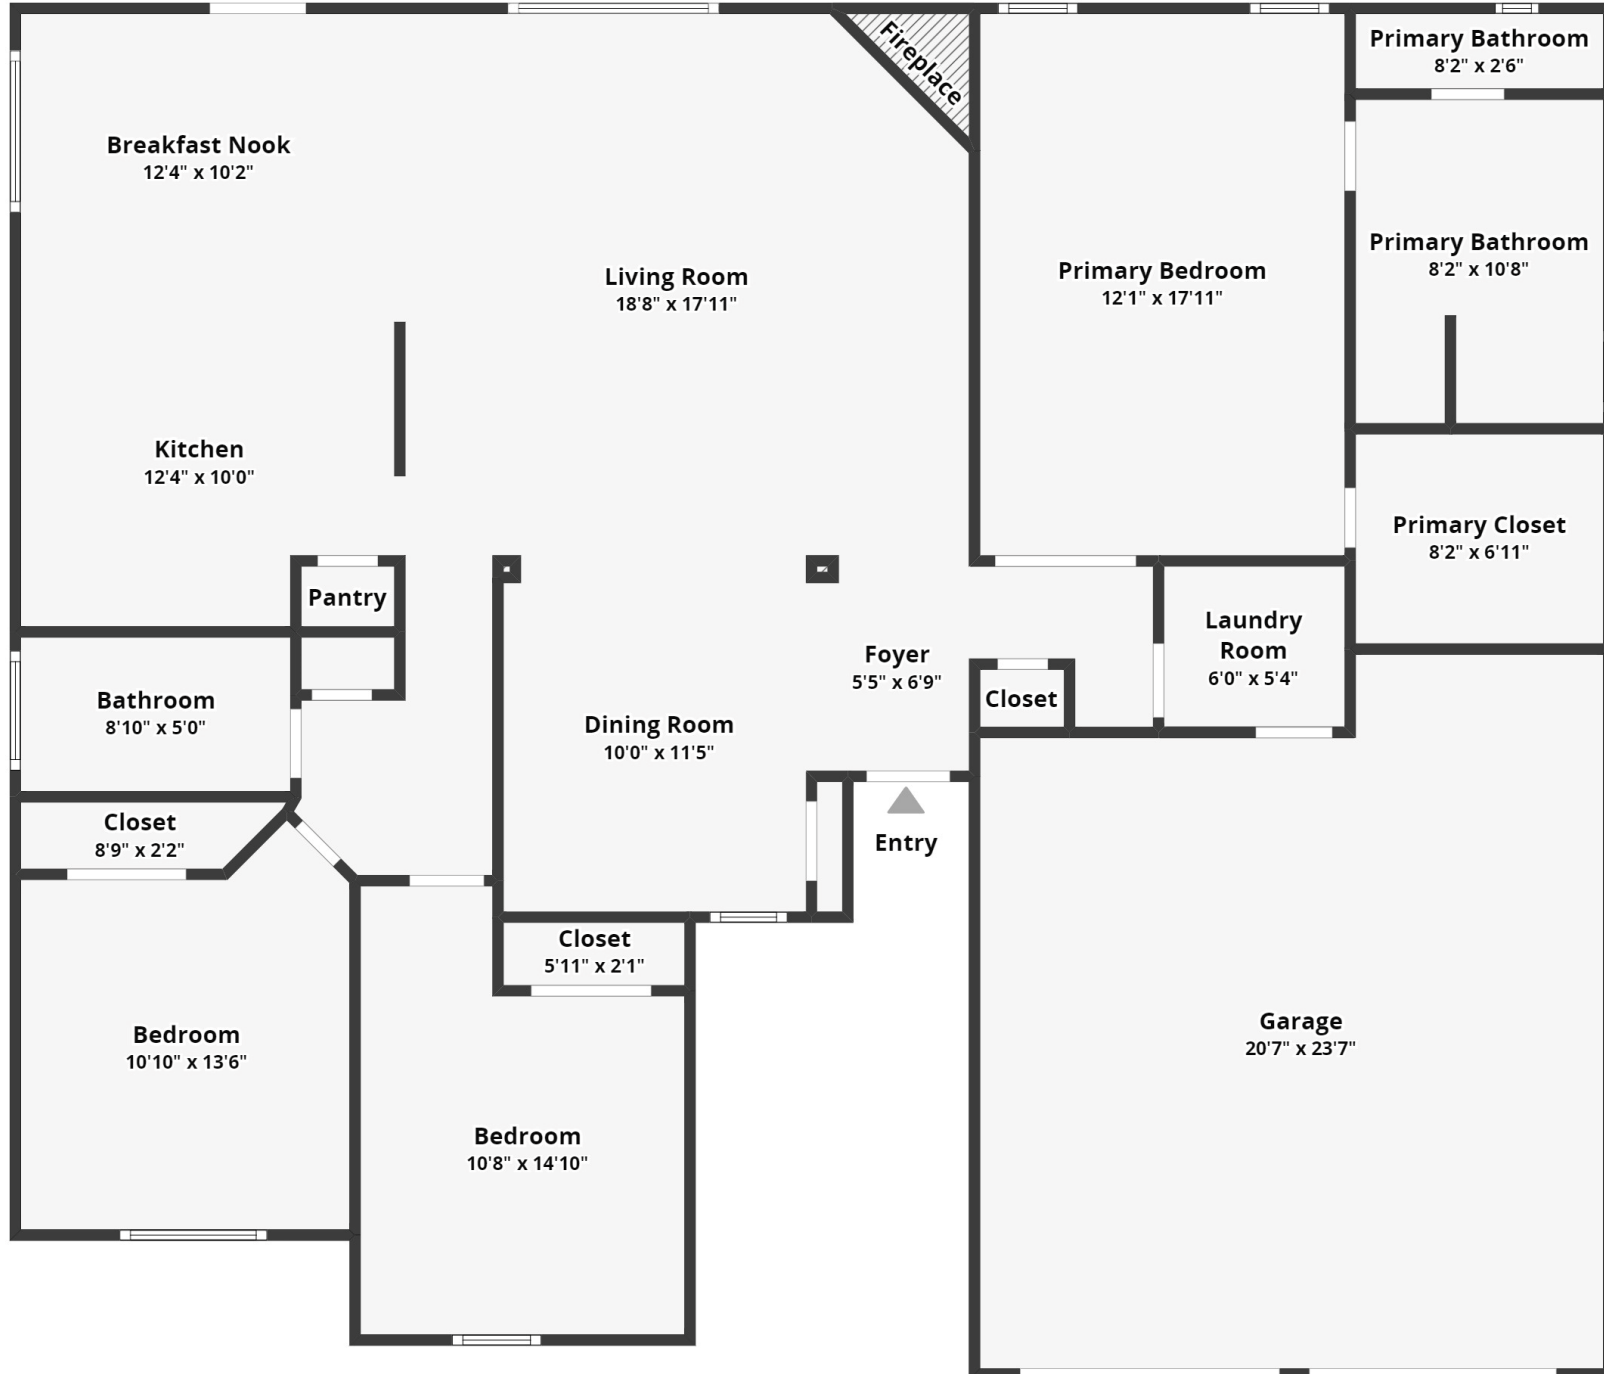 Fireplace
Primary Bathroom
8'2" x 2'6"
Breakfast Nook
12'4" x 10'2"
Living Room
18'8" x 17'11"
Primary Bedroom
12'1" x 17'11"
Primary Bathroom
8'2" x 10'8"
Kitchen
12'4" x 10'0"
Primary Closet
8'2" x 6'11"
Pantry
Foyer
5'5" x 6'9"
Laundry
Room
6'0" x 5'4"
Closet
Bathroom
8'10" x 5'0"
Dining Room
10'0" x 11'5"
Closet
8'9" x 2'2"
Entry
Closet
5'11" x 2'1"
Bedroom
10'10" x 13'6"
Garage
20'7" x 23'7"
Bedroom
10'8" x 14'10"